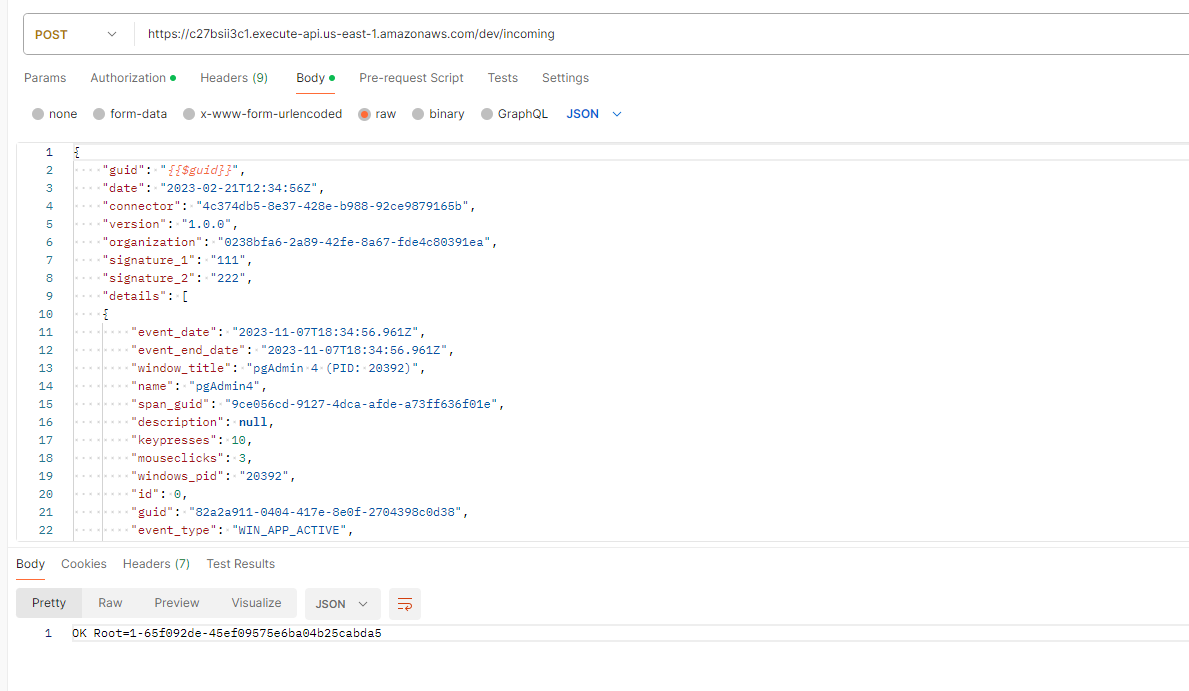 POST https://c27bsii3c1.execute-api.us-east-1.amazonaws.com/dev/incoming
Params Authorization Headers (9) Body Pre-request Script Tests Settings
none form-data x-www-form-urlencoded raw binary GraphQL JSON
1 {
2 "guid": "{{$guid}}",
3 "date": "2023-02-21T12:34:56Z",
4 "connector": "4c374db5-8e37-428e-b988-92ce9879165b",
5 "version": "1.0.0",
6 "organization": "0238bfa6-2a89-42fe-8a67-fde4c80391ea",
7 "signature_1": "111",
8 "signature_2": "222",
9 "details": [
10 {
11 "event_date": "2023-11-07T18:34:56.961Z",
12 "event_end_date": "2023-11-07T18:34:56.961Z",
13 "window_title": "pgAdmin 4 (PID: 20392)",
14 "name": "pgAdmin4",
15 "span_guid": "9ce056cd-9127-4dca-afde-a73ff636f01e",
16 "description": null,
17 "keypresses": 10,
18 "mouseclicks": 3,
19 "windows_pid": "20392",
20 "id": 0,
21 "guid": "82a2a911-0404-417e-8e0f-2704398c0d38",
22 "event_type": "WIN_APP_ACTIVE",
Body Cookies Headers (7) Test Results
Pretty Raw Preview Visualize JSON
1 OK Root=1-65f092de-45ef09575e6ba04b25cabda5